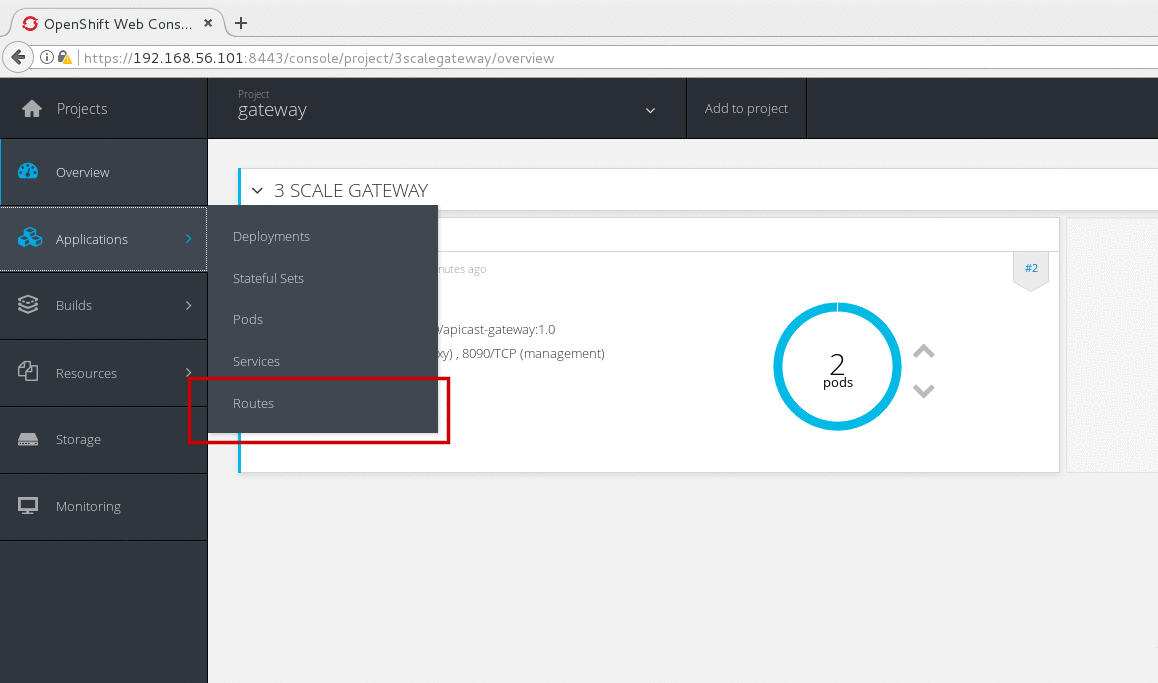 OpenShift Web Cons...
https://192.168.56.101:8443/console/project/3scalegateway/overview
Projects
Project
gateway
Add to project
Overview
3 SCALE GATEWAY
Applications
Deployments
Stateful Sets
Pods
Services
Routes
Builds
Resources
Storage
Monitoring
ago
#2
/apicast-gateway:1.0
, 8090/TCP (management)
2
pods